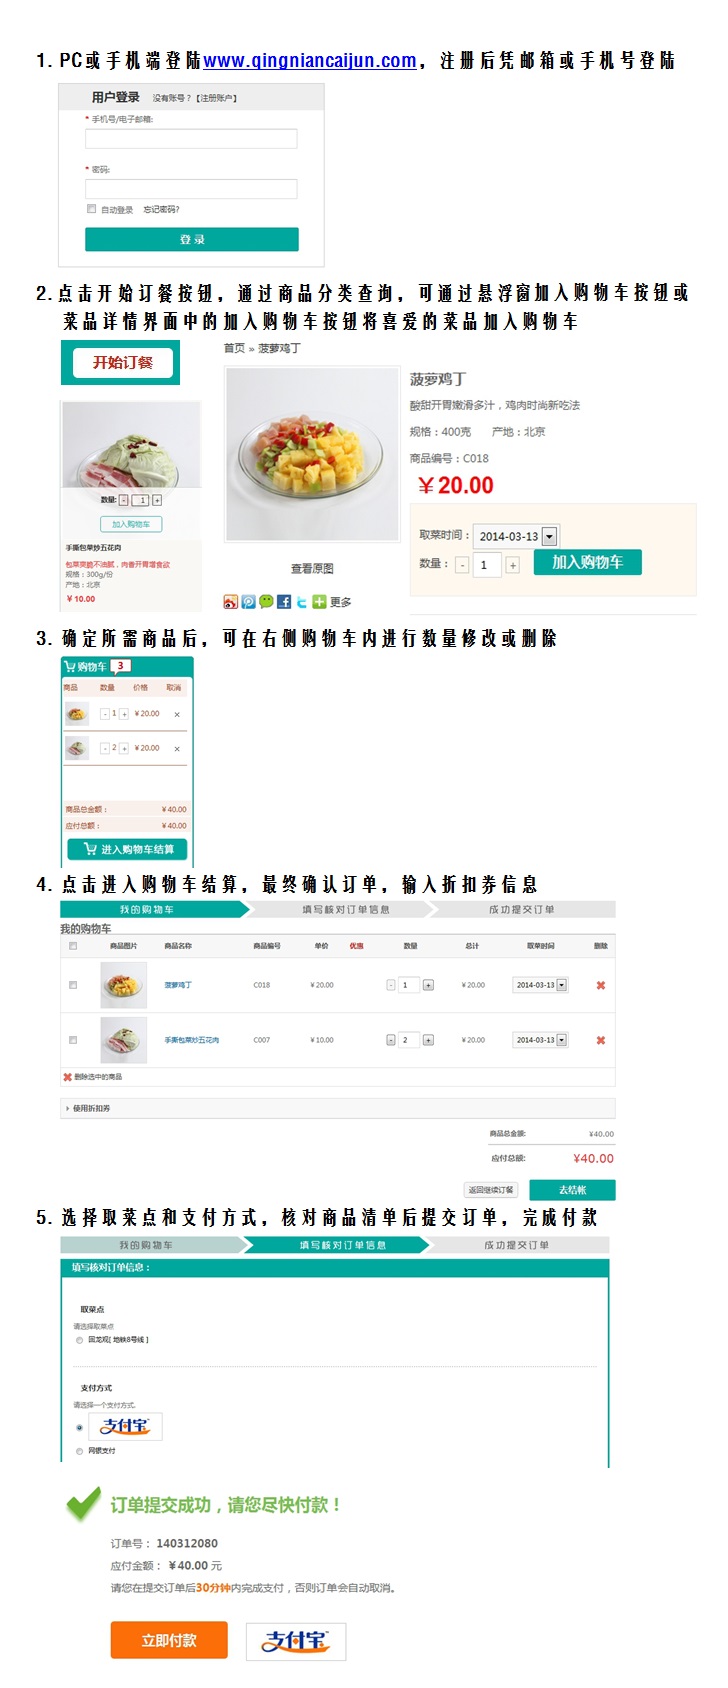 1. PC或手机端登陆www.qingniancaijun.com，注册后凭邮箱或手机号登陆
用户登录 没有账号？【注册账户】
* 手机号/电子邮箱:
* 密码:
自动登录 忘记密码?
登 录
2. 点击开始订餐按钮，通过商品分类查询，可通过悬浮窗加入购物车按钮或
菜品详情界面中的加入购物车按钮将喜爱的菜品加入购物车
开始订餐
数量: - 1 +
加入购物车
手撕包菜炒五花肉
包菜爽脆不油腻，肉香开胃增食欲
规格：300g/份
产地：北京
￥10.00
首页 » 菠萝鸡丁
查看原图
更多
菠萝鸡丁
酸甜开胃嫩滑多汁，鸡肉时尚新吃法
规格：400克 产地：北京
商品编号：C018
￥20.00
取菜时间： 2014-03-13
数量： - 1 + 加入购物车
3. 确定所需商品后，可在右侧购物车内进行数量修改或删除
购物车 3
商品 数量 价格 取消
- 1 + ￥20.00 ×
- 2 + ￥20.00 ×
商品总金额： ￥40.00
应付总额： ￥40.00
进入购物车结算
4. 点击进入购物车结算，最终确认订单，输入折扣券信息
我的购物车 填写核对订单信息 成功提交订单
我的购物车
商品图片 商品名称 商品编号 单价 优惠 数量 总计 取菜时间 删除
菠萝鸡丁 C018 ￥20.00 - 1 + ￥20.00 2014-03-13
手撕包菜炒五花肉 C007 ￥10.00 - 2 + ￥20.00 2014-03-13
删除选中的商品
使用折扣券
商品总金额: ¥40.00
应付总额: ¥40.00
返回继续订餐 去结帐
5. 选择取菜点和支付方式，核对商品清单后提交订单，完成付款
我的购物车 填写核对订单信息 成功提交订单
填写核对订单信息：
取菜点
请选择取菜点
回龙观[ 地铁8号线 ]
支付方式
请选择一个支付方式.
支付宝
网银支付
订单提交成功，请您尽快付款！
订单号： 140312080
应付金额： ￥40.00 元
请您在提交订单后30分钟内完成支付，否则订单会自动取消。
立即付款 支付宝